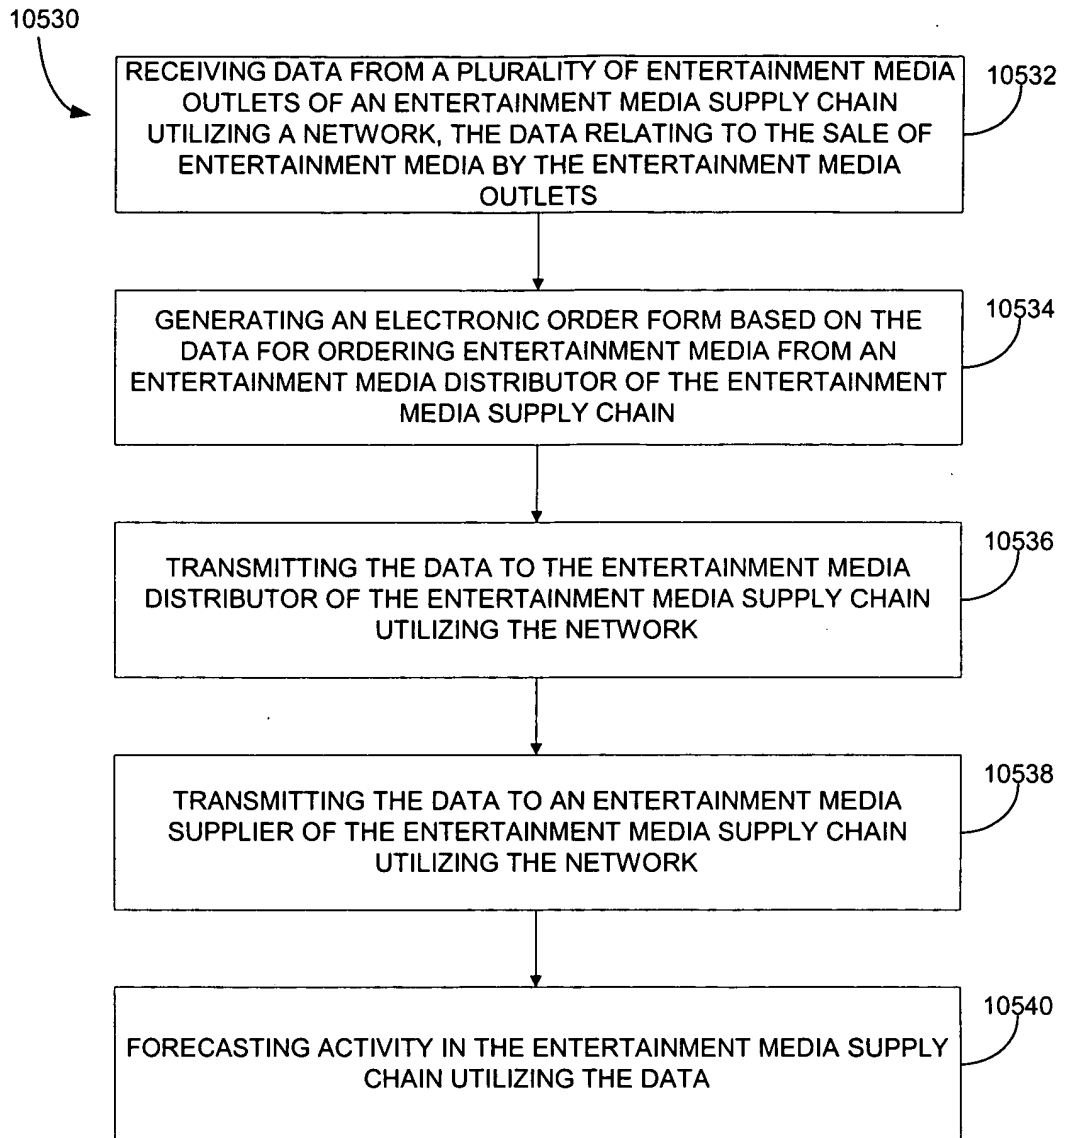 10530
RECEIVING DATA FROM A PLURALITY OF ENTERTAINMENT MEDIA
OUTLETS OF AN ENTERTAINMENT MEDIA SUPPLY CHAIN
UTILIZING A NETWORK, THE DATA RELATING TO THE SALE OF
ENTERTAINMENT MEDIA BY THE ENTERTAINMENT MEDIA
OUTLETS
10532
GENERATING AN ELECTRONIC ORDER FORM BASED ON THE
DATA FOR ORDERING ENTERTAINMENT MEDIA FROM AN
ENTERTAINMENT MEDIA DISTRIBUTOR OF THE ENTERTAINMENT
MEDIA SUPPLY CHAIN
10534
TRANSMITTING THE DATA TO THE ENTERTAINMENT MEDIA
DISTRIBUTOR OF THE ENTERTAINMENT MEDIA SUPPLY CHAIN
UTILIZING THE NETWORK
10536
TRANSMITTING THE DATA TO AN ENTERTAINMENT MEDIA
SUPPLIER OF THE ENTERTAINMENT MEDIA SUPPLY CHAIN
UTILIZING THE NETWORK
10538
FORECASTING ACTIVITY IN THE ENTERTAINMENT MEDIA SUPPLY
CHAIN UTILIZING THE DATA
10540